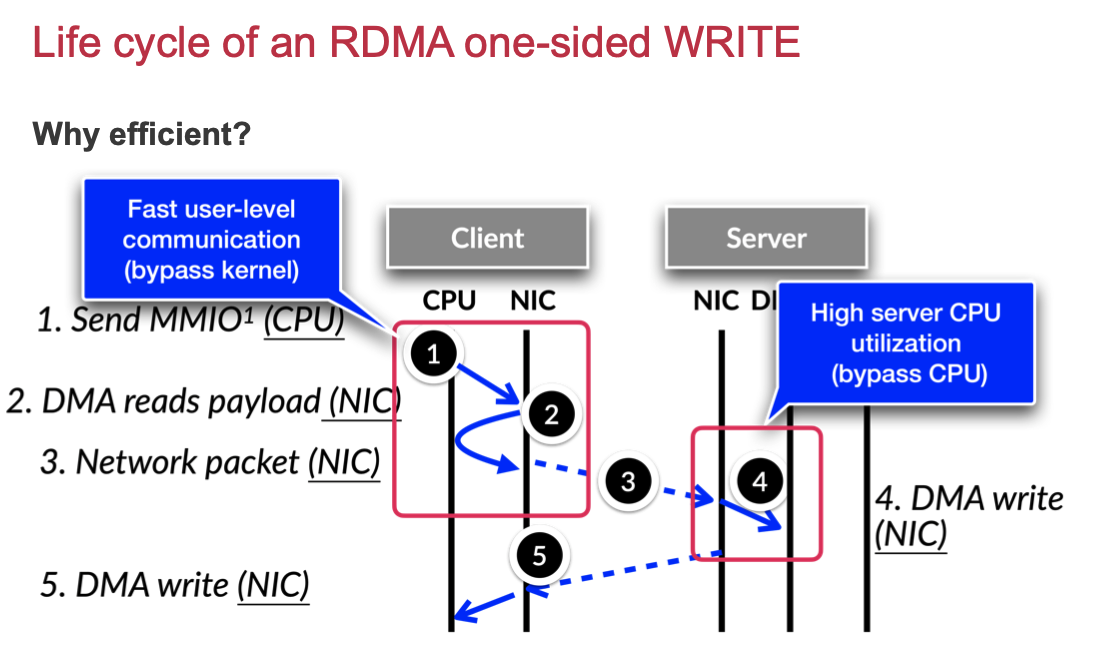 Life cycle of an RDMA one-sided WRITE
Why efficient?
Fast user-level
communication
(bypass kernel)
Client
Server
CPU NIC
NIC
High server CPU
utilization
(bypass CPU)
1. Send MMIO¹ (CPU)
1
2. DMA reads payload (NIC)
2
3. Network packet (NIC)
3
4
4. DMA write
(NIC)
5
5. DMA write (NIC)